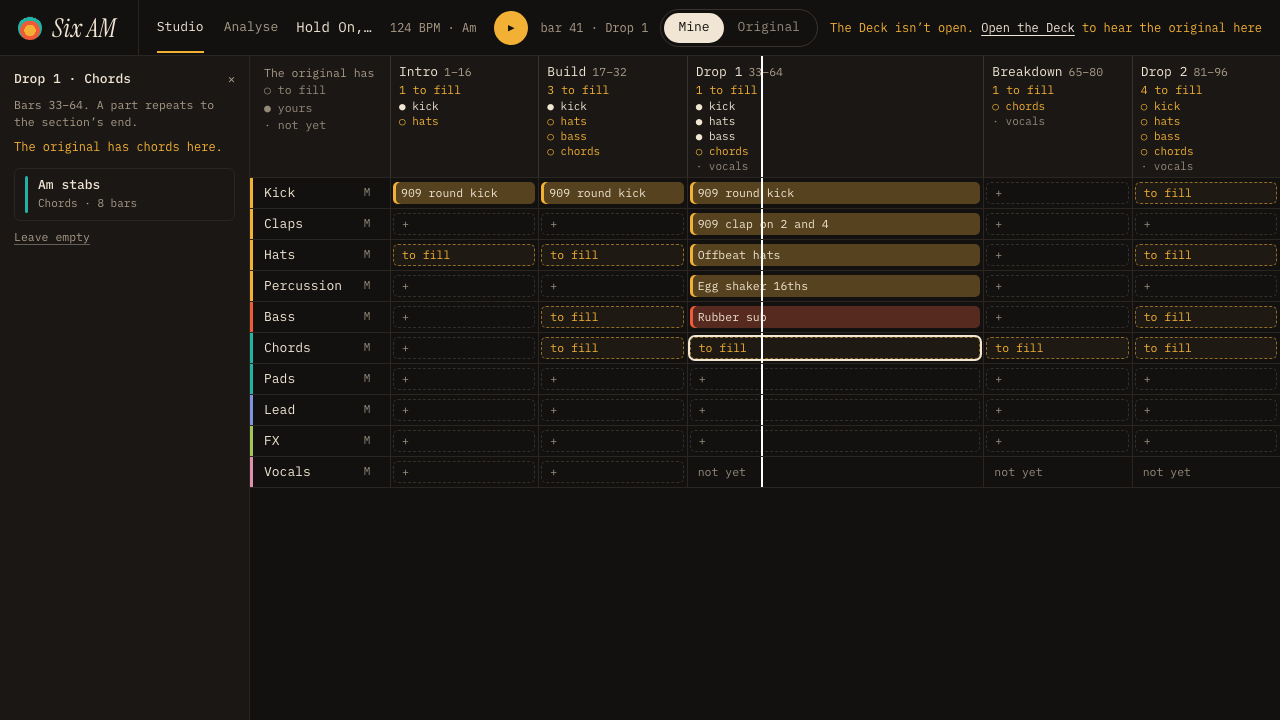 Six AM
Studio Analyse Hold On,… 124 BPM · Am ▶ bar 41 · Drop 1 Mine Original The Deck isn’t open. Open the Deck to hear the original here
Drop 1 · Chords ×
Bars 33–64. A part repeats to
the section’s end.
The original has chords here.
Am stabs
Chords · 8 bars
Leave empty
The original has
○ to fill
● yours
· not yet
Intro 1–16
1 to fill
● kick
○ hats
Build 17–32
3 to fill
● kick
○ hats
○ bass
○ chords
Drop 1 33–64
1 to fill
● kick
● hats
● bass
○ chords
· vocals
Breakdown 65–80
1 to fill
○ chords
· vocals
Drop 2 81–96
4 to fill
○ kick
○ hats
○ bass
○ chords
· vocals
Kick M 909 round kick 909 round kick 909 round kick + to fill
Claps M + + 909 clap on 2 and 4 + +
Hats M to fill to fill Offbeat hats + to fill
Percussion M + + Egg shaker 16ths + +
Bass M + to fill Rubber sub + to fill
Chords M + to fill to fill to fill to fill
Pads M + + + + +
Lead M + + + + +
FX M + + + + +
Vocals M + + not yet not yet not yet